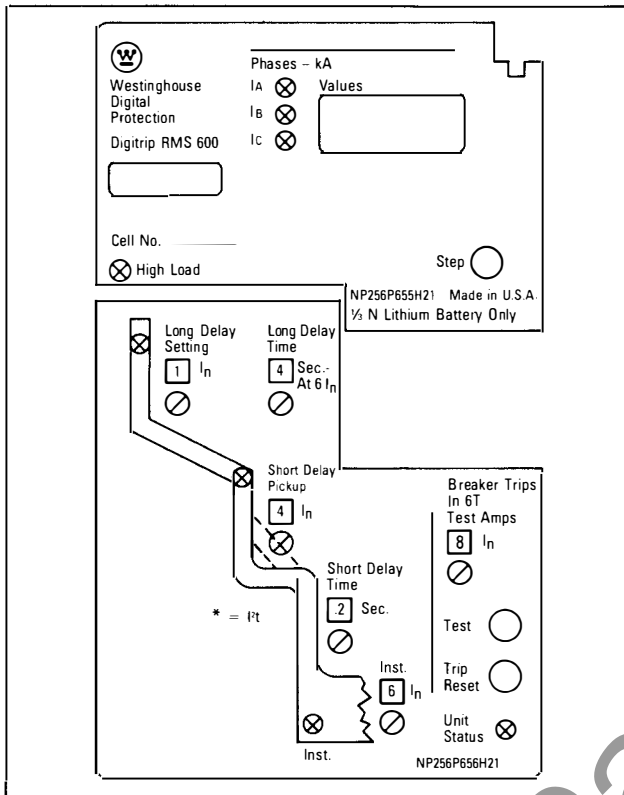 W
Westinghouse
Digital
Protection
Digitrip RMS 600
Phases – kA
IA
IB
IC
Values
Cell No.
High Load
Step
NP256P655H21 Made in U.S.A.
⅓ N Lithium Battery Only
Long Delay
Setting
1 In
Long Delay
Time
4 Sec.-
At 6 In
Short Delay
Pickup
4 In
Short Delay
Time
.2 Sec.
* = I²t
Inst.
6 In
Inst.
Breaker Trips
In 6T
Test Amps
8 In
Test
Trip
Reset
Unit
Status
NP256P656H21